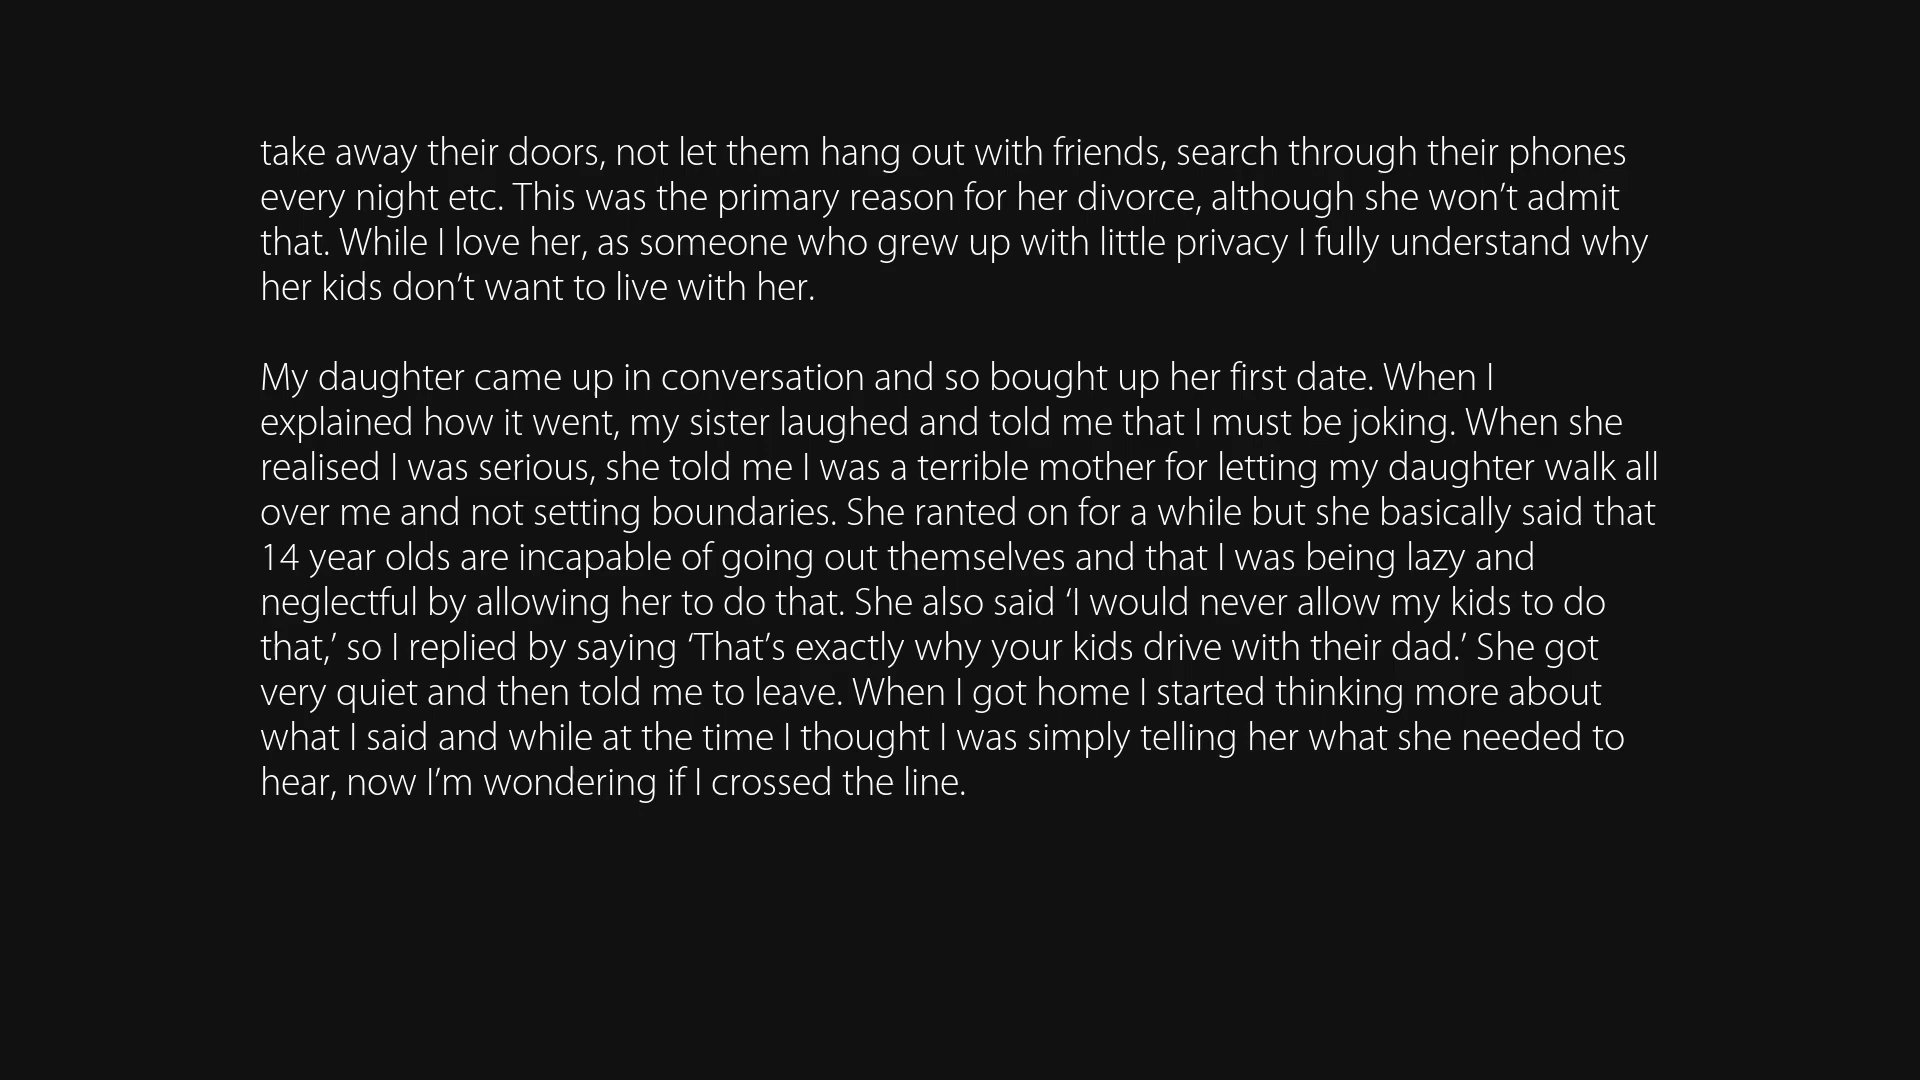 take away their doors, not let them hang out with friends, search through their phones
every night etc. This was the primary reason for her divorce, although she won’t admit
that. While I love her, as someone who grew up with little privacy I fully understand why
her kids don’t want to live with her.
My daughter came up in conversation and so bought up her first date. When I
explained how it went, my sister laughed and told me that I must be joking. When she
realised I was serious, she told me I was a terrible mother for letting my daughter walk all
over me and not setting boundaries. She ranted on for a while but she basically said that
14 year olds are incapable of going out themselves and that I was being lazy and
neglectful by allowing her to do that. She also said ‘I would never allow my kids to do
that,’ so I replied by saying ‘That’s exactly why your kids drive with their dad.’ She got
very quiet and then told me to leave. When I got home I started thinking more about
what I said and while at the time I thought I was simply telling her what she needed to
hear, now I’m wondering if I crossed the line.